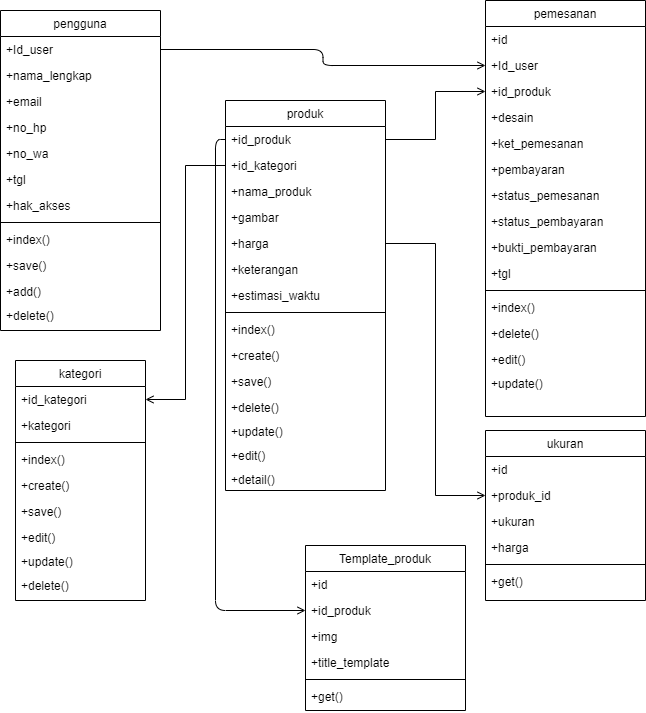 pengguna
+Id_user
+nama_lengkap
+email
+no_hp
+no_wa
+tgl
+hak_akses
+index()
+save()
+add()
+delete()
pemesanan
+id
+Id_user
+id_produk
+desain
+ket_pemesanan
+pembayaran
+status_pemesanan
+status_pembayaran
+bukti_pembayaran
+tgl
+index()
+delete()
+edit()
+update()
produk
+id_produk
+id_kategori
+nama_produk
+gambar
+harga
+keterangan
+estimasi_waktu
+index()
+create()
+save()
+delete()
+update()
+edit()
+detail()
kategori
+id_kategori
+kategori
+index()
+create()
+save()
+edit()
+update()
+delete()
ukuran
+id
+produk_id
+ukuran
+harga
+get()
Template_produk
+id
+id_produk
+img
+title_template
+get()